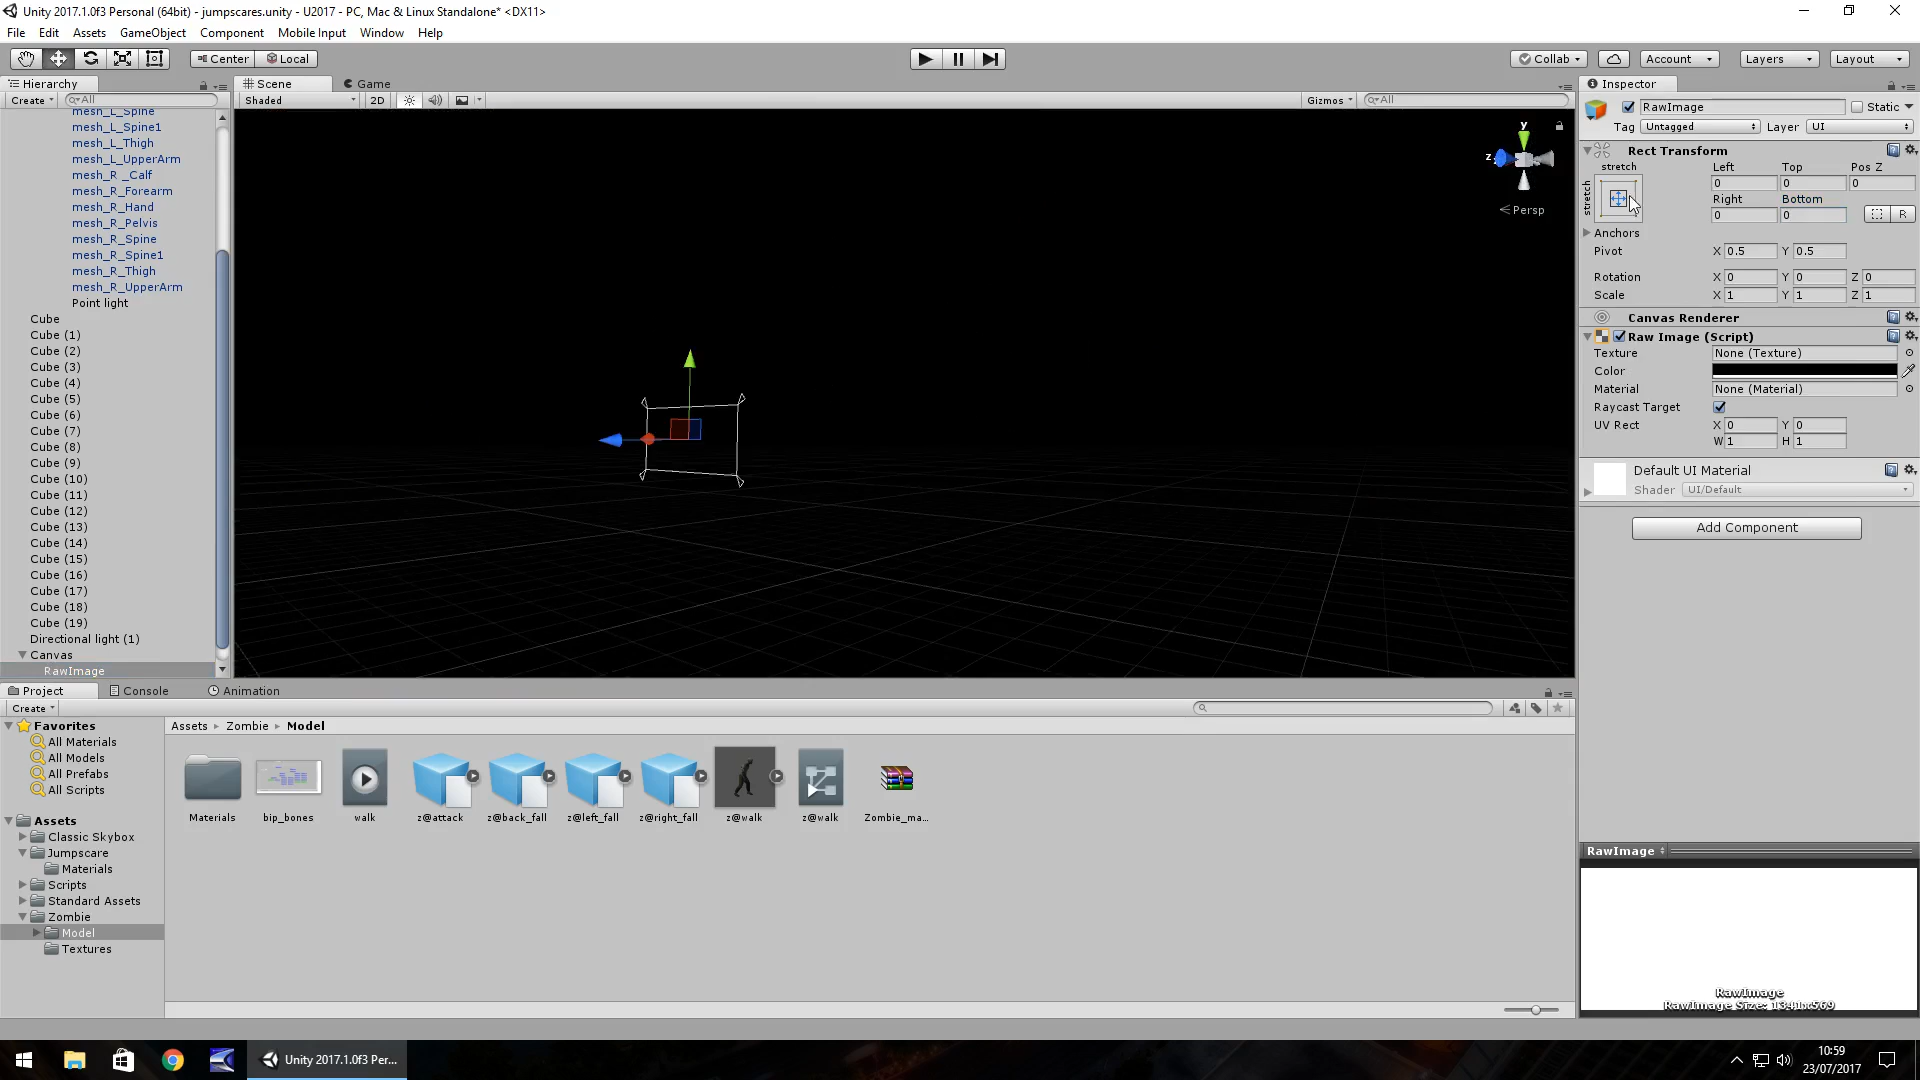 Unity 2017.1.0f3 Personal (64bit) - jumpscares.unity - U2017 - PC, Mac & Linux Standalone* <DX11>
File Edit Assets GameObject Component Mobile Input Window Help
Center Local Collab Account Layers Layout
Hierarchy Scene Game Inspector
Create All Shaded 2D Gizmos All
mesh_L_Spine
mesh_L_Spine1
mesh_L_Thigh
mesh_L_UpperArm
mesh_R _Calf
mesh_R_Forearm
mesh_R_Hand
mesh_R_Pelvis
mesh_R_Spine
mesh_R_Spine1
mesh_R_Thigh
mesh_R_UpperArm
Point light
Cube
Cube (1)
Cube (2)
Cube (3)
Cube (4)
Cube (5)
Cube (6)
Cube (7)
Cube (8)
Cube (9)
Cube (10)
Cube (11)
Cube (12)
Cube (13)
Cube (14)
Cube (15)
Cube (16)
Cube (17)
Cube (18)
Cube (19)
Directional light (1)
Canvas
RawImage
y
z
Persp
RawImage Static
Tag Untagged Layer UI
Rect Transform
stretch Left Top Pos Z
stretch 0 0 0
Right Bottom
0 0 R
Anchors
Pivot X 0.5 Y 0.5
Rotation X 0 Y 0 Z 0
Scale X 1 Y 1 Z 1
Canvas Renderer
Raw Image (Script)
Texture None (Texture)
Color
Material None (Material)
Raycast Target
UV Rect X 0 Y 0
W 1 H 1
Default UI Material
Shader UI/Default
Add Component
RawImage
RawImage
RawImage Size: 1341x569
Project Console Animation
Create
Favorites
All Materials
All Models
All Prefabs
All Scripts
Assets
Classic Skybox
Jumpscare
Materials
Scripts
Standard Assets
Zombie
Model
Textures
Assets Zombie Model
Materials bip_bones walk z@attack z@back_fall z@left_fall z@right_fall z@walk z@walk Zombie_ma...
Unity 2017.1.0f3 Per...
10:59
23/07/2017